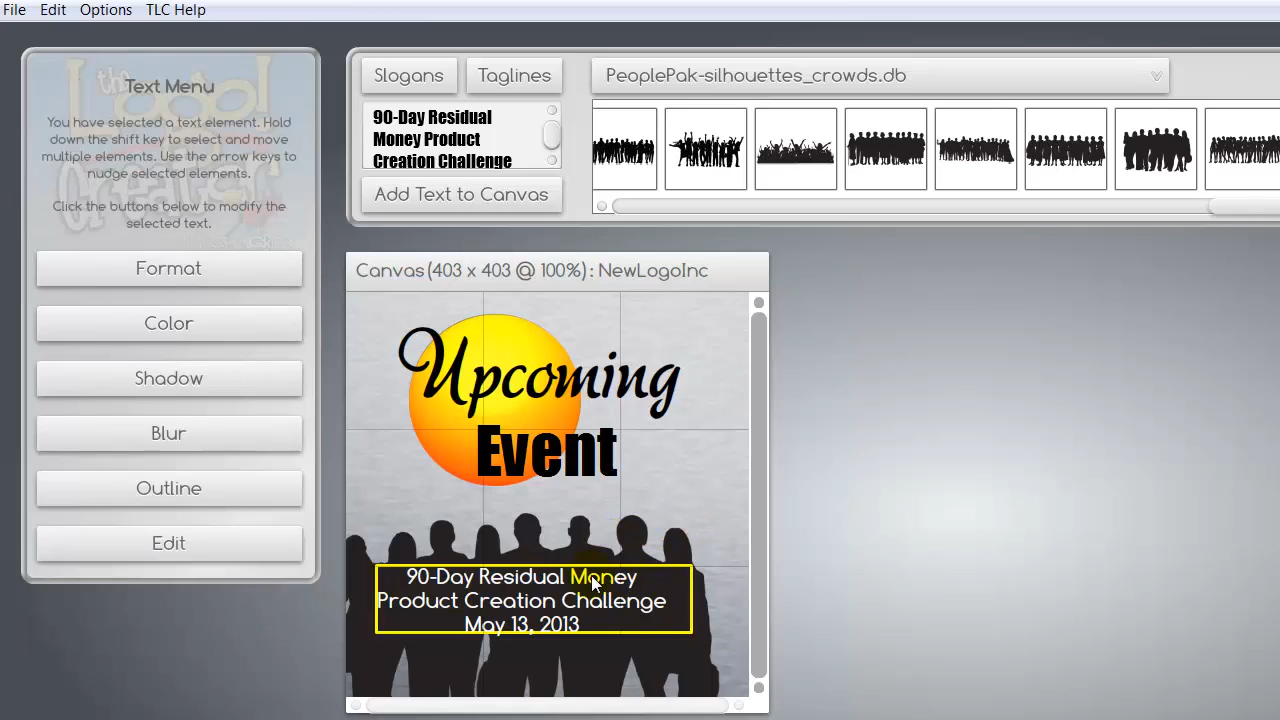 File Edit Options TLC Help
the Logo! Creator
Text Menu
You have selected a text element. Hold
down the shift key to select and move
multiple elements. Use the arrow keys to
nudge selected elements.
Click the buttons below to modify the
selected text.
Format
Color
Shadow
Blur
Outline
Edit
Slogans Taglines
90-Day Residual
Money Product
Creation Challenge
Add Text to Canvas
PeoplePak-silhouettes_crowds.db
Canvas (403 x 403 @ 100%) : NewLogoInc
Upcoming
Event
90-Day Residual Money
Product Creation Challenge
May 13, 2013